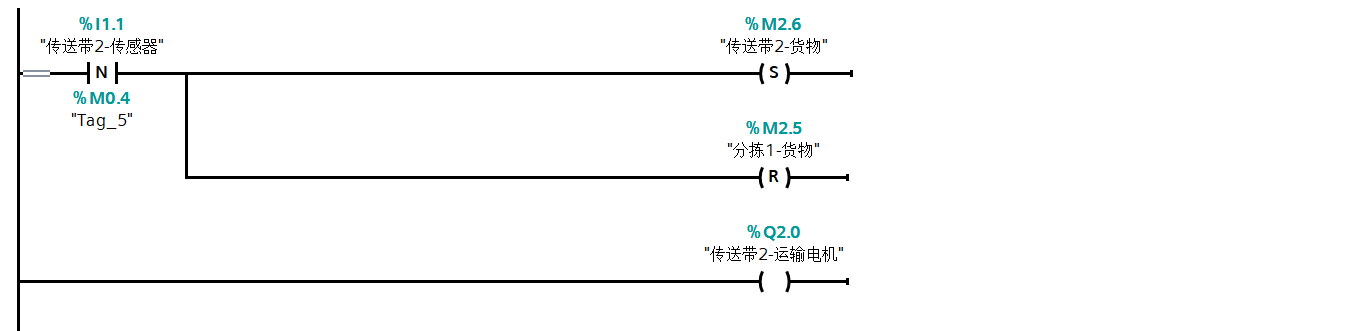 %I1.1
"传送带2-传感器"
N
%M0.4
"Tag_5"
%M2.6
"传送带2-货物"
S
%M2.5
"分拣1-货物"
R
%Q2.0
"传送带2-运输电机"